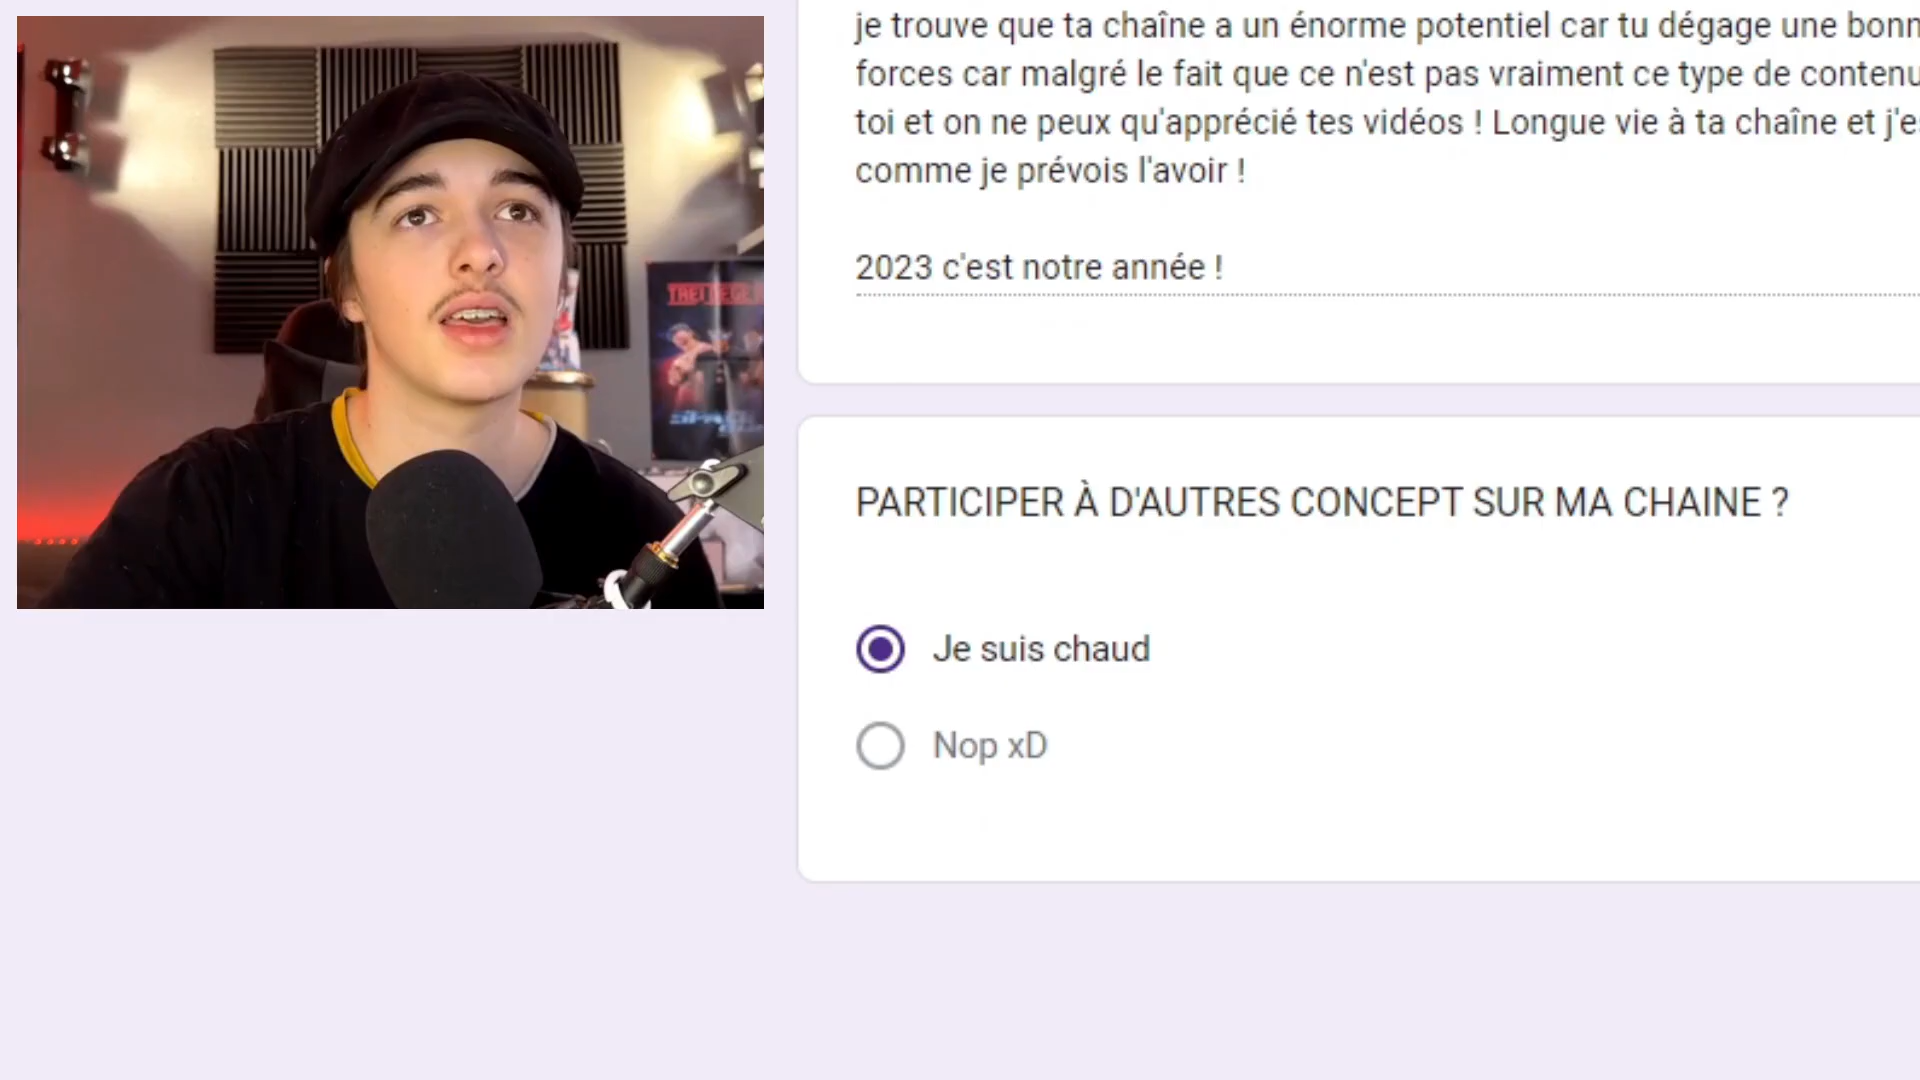 je trouve que ta chaîne a un énorme potentiel car tu dégage une bonn
forces car malgré le fait que ce n'est pas vraiment ce type de contenu
toi et on ne peux qu'apprécié tes vidéos ! Longue vie à ta chaîne et j'e
comme je prévois l'avoir !
2023 c'est notre année !
PARTICIPER À D'AUTRES CONCEPT SUR MA CHAINE ?
Je suis chaud
Nop xD